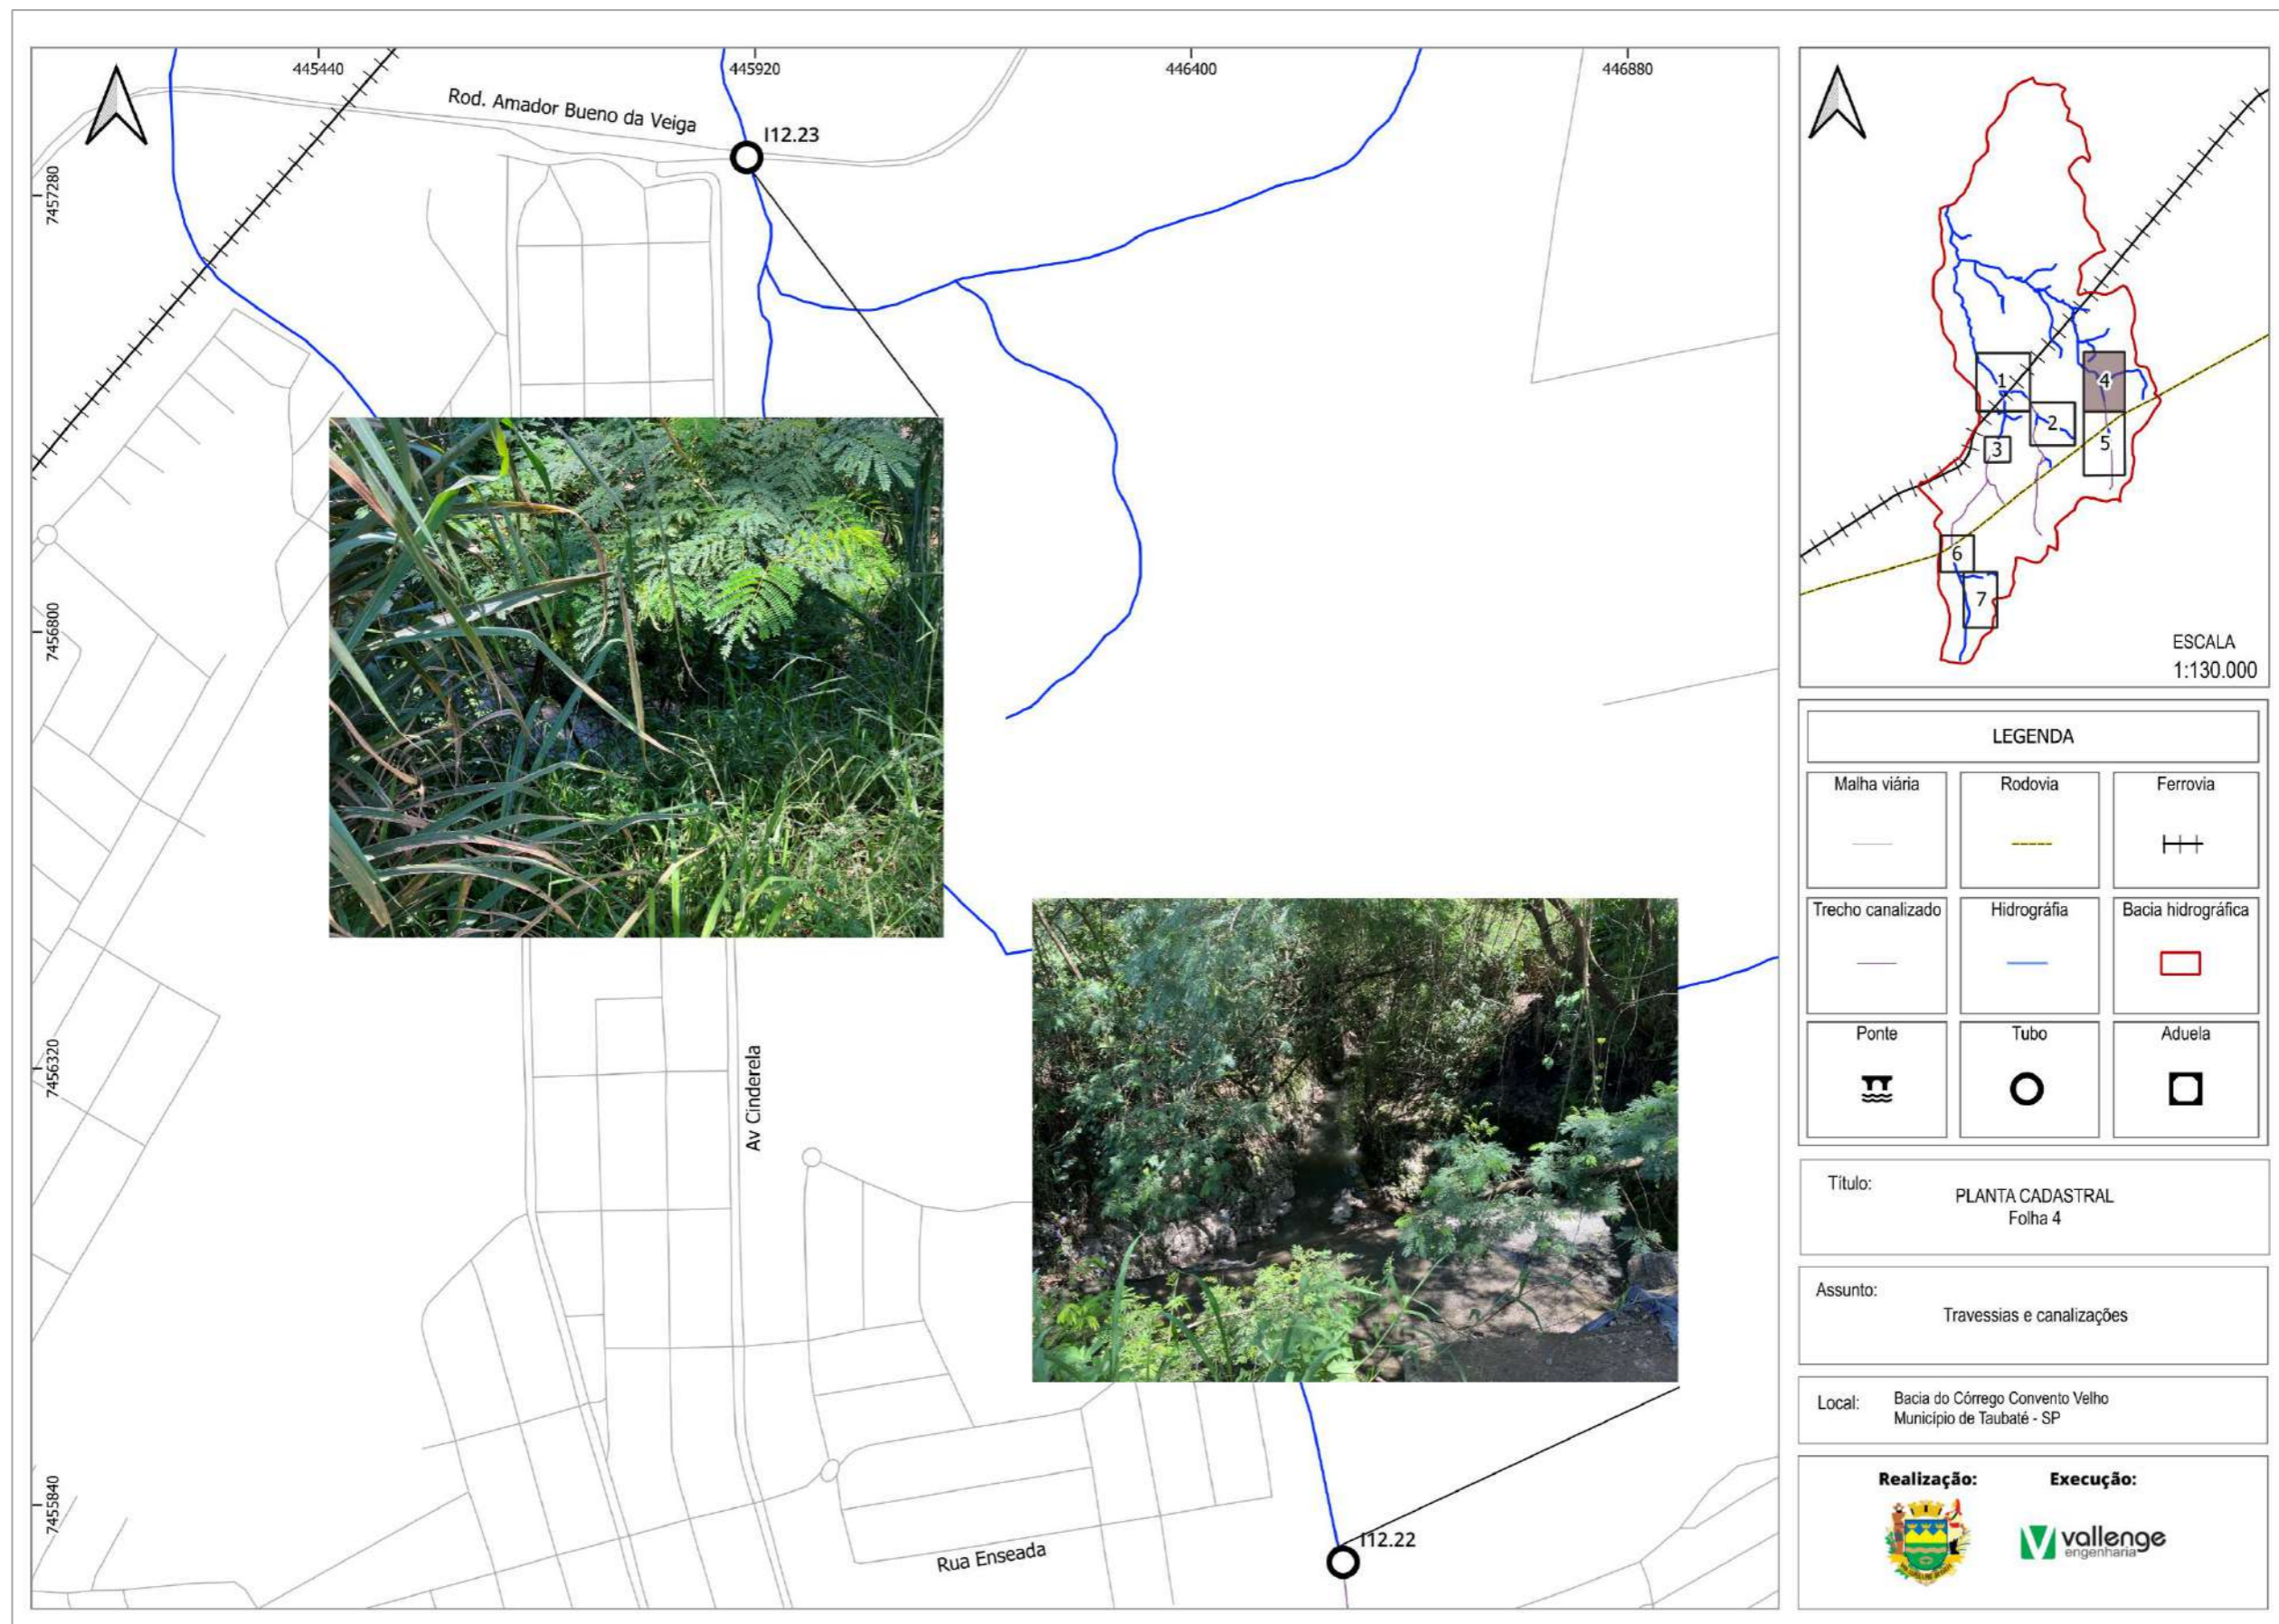 445440
445920
446400
446880
7457280
7456800
7456320
7455840
Rod. Amador Bueno da Veiga
I12.23
Av Cinderela
Rua Enseada
I12.22
1
2
3
4
5
6
7
ESCALA
1:130.000
LEGENDA
Malha viária
Rodovia
Ferrovia
Trecho canalizado
Hidrográfia
Bacia hidrográfica
Ponte
Tubo
Aduela
Título:
PLANTA CADASTRAL
Folha 4
Assunto:
Travessias e canalizações
Local:
Bacia do Córrego Convento Velho
Município de Taubaté - SP
Realização:
Execução:
vallenge
engenharia